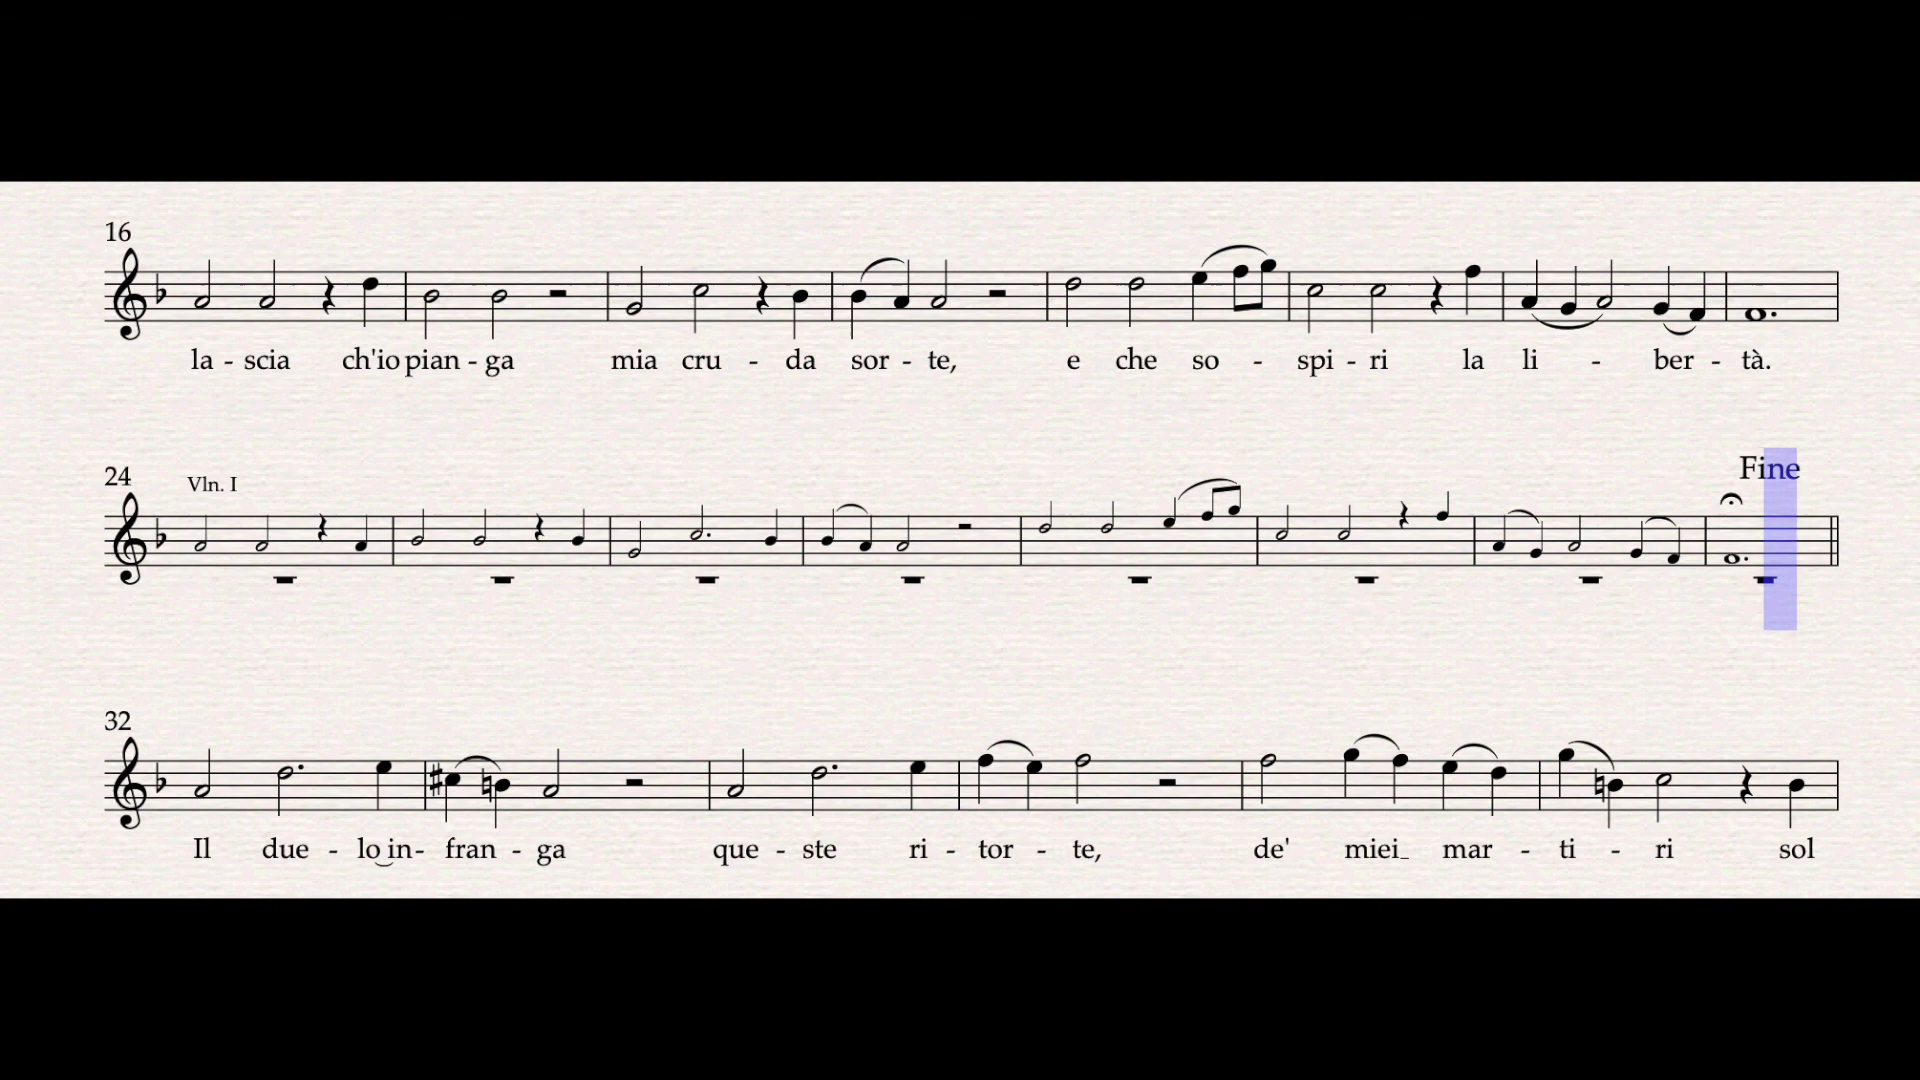 16
la - scia ch'io pian - ga mia cru - da sor - te, e che so - spi - ri la li - ber - tà.
Fine
24 Vln. I
32
Il due - lo‿in- fran - ga que - ste ri - tor - te, de' miei_ mar - ti - ri sol